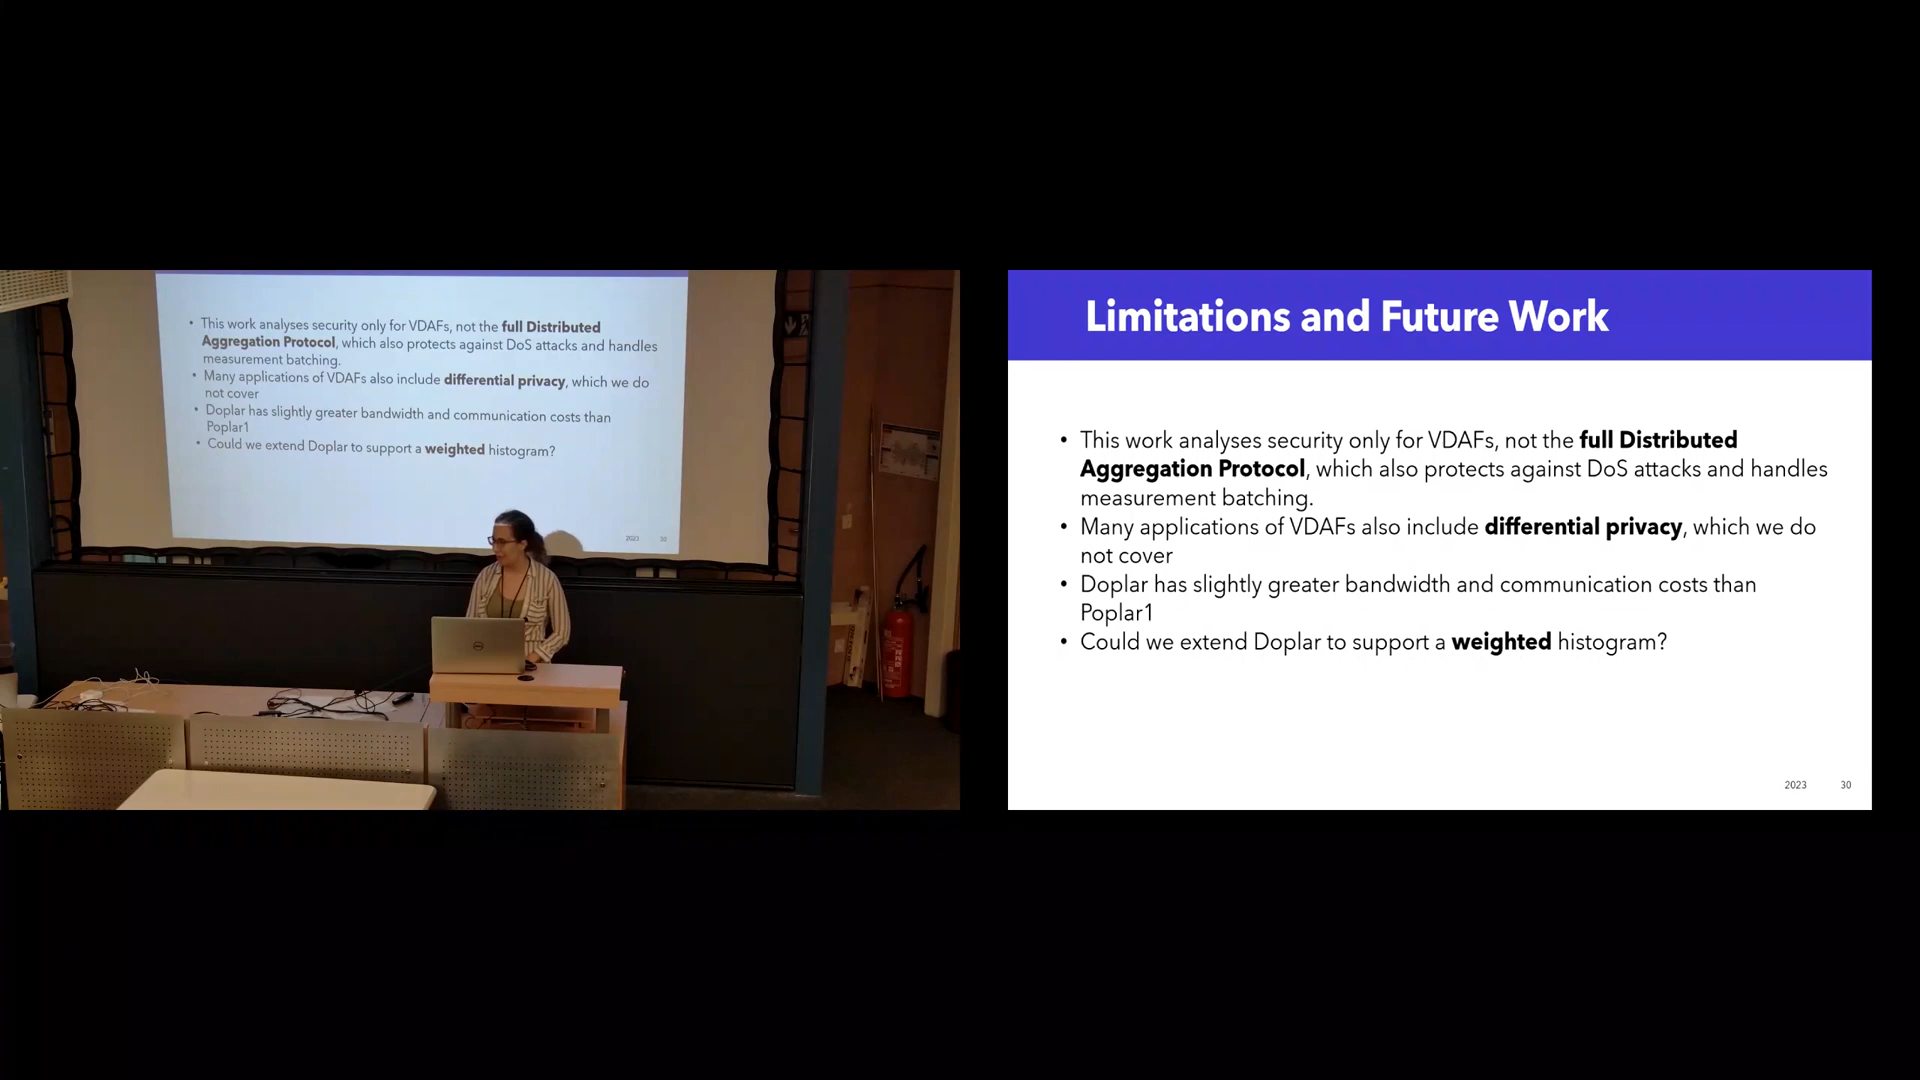 This work analyses security only for VDAFs, not the full Distributed
Aggregation Protocol, which also protects against DoS attacks and handles
measurement batching.
Many applications of VDAFs also include differential privacy, which we do
not cover
Doplar has slightly greater bandwidth and communication costs than
Poplar1
Could we extend Doplar to support a weighted histogram?
2023 30
DELL
Limitations and Future Work
• This work analyses security only for VDAFs, not the full Distributed
Aggregation Protocol, which also protects against DoS attacks and handles
measurement batching.
• Many applications of VDAFs also include differential privacy, which we do
not cover
• Doplar has slightly greater bandwidth and communication costs than
Poplar1
• Could we extend Doplar to support a weighted histogram?
2023 30